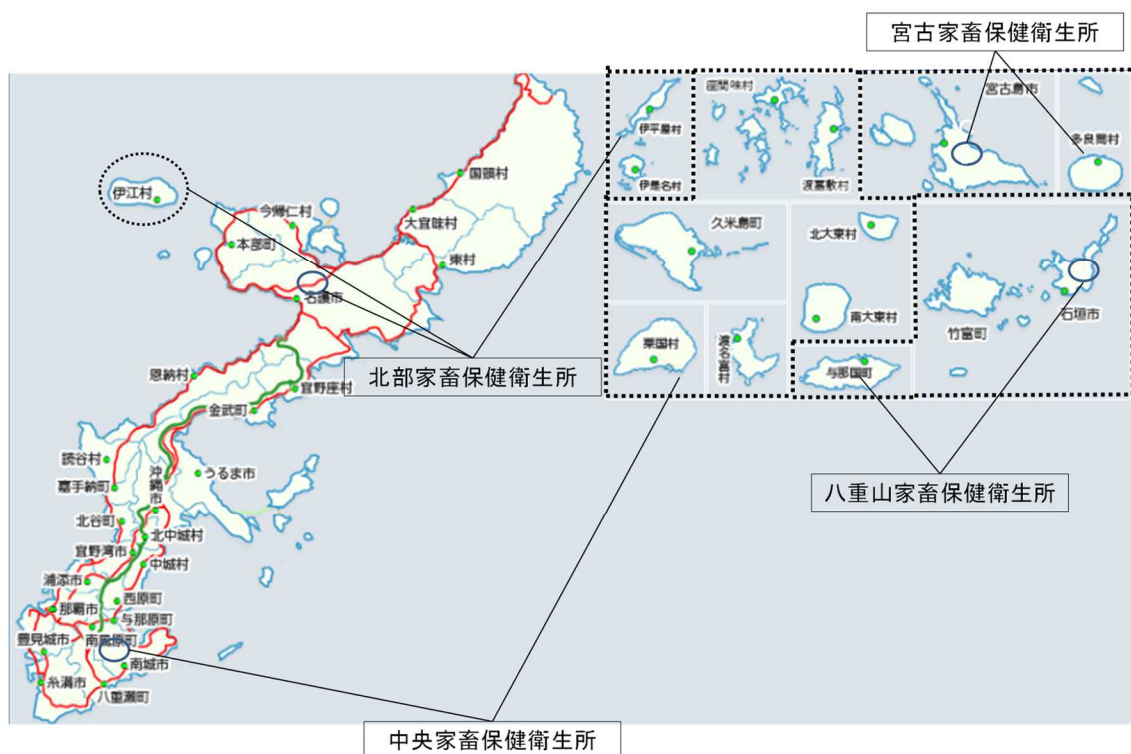 宮古家畜保健衛生所
伊平屋村
伊是名村
座間味村
渡嘉敷村
宮古島市
多良間村
伊江村
国頭村
今帰仁村
大宜味村
本部町
東村
名護市
久米島町
北大東村
南大東村
石垣市
竹富町
粟国村
渡名喜村
与那国町
北部家畜保健衛生所
恩納村
宜野座村
金武町
読谷村
沖縄市
うるま市
嘉手納町
八重山家畜保健衛生所
北谷町
北中城村
宜野湾市
中城村
浦添市
西原町
那覇市
与那原町
豊見城市
南風原町
南城市
糸満市
八重瀬町
中央家畜保健衛生所